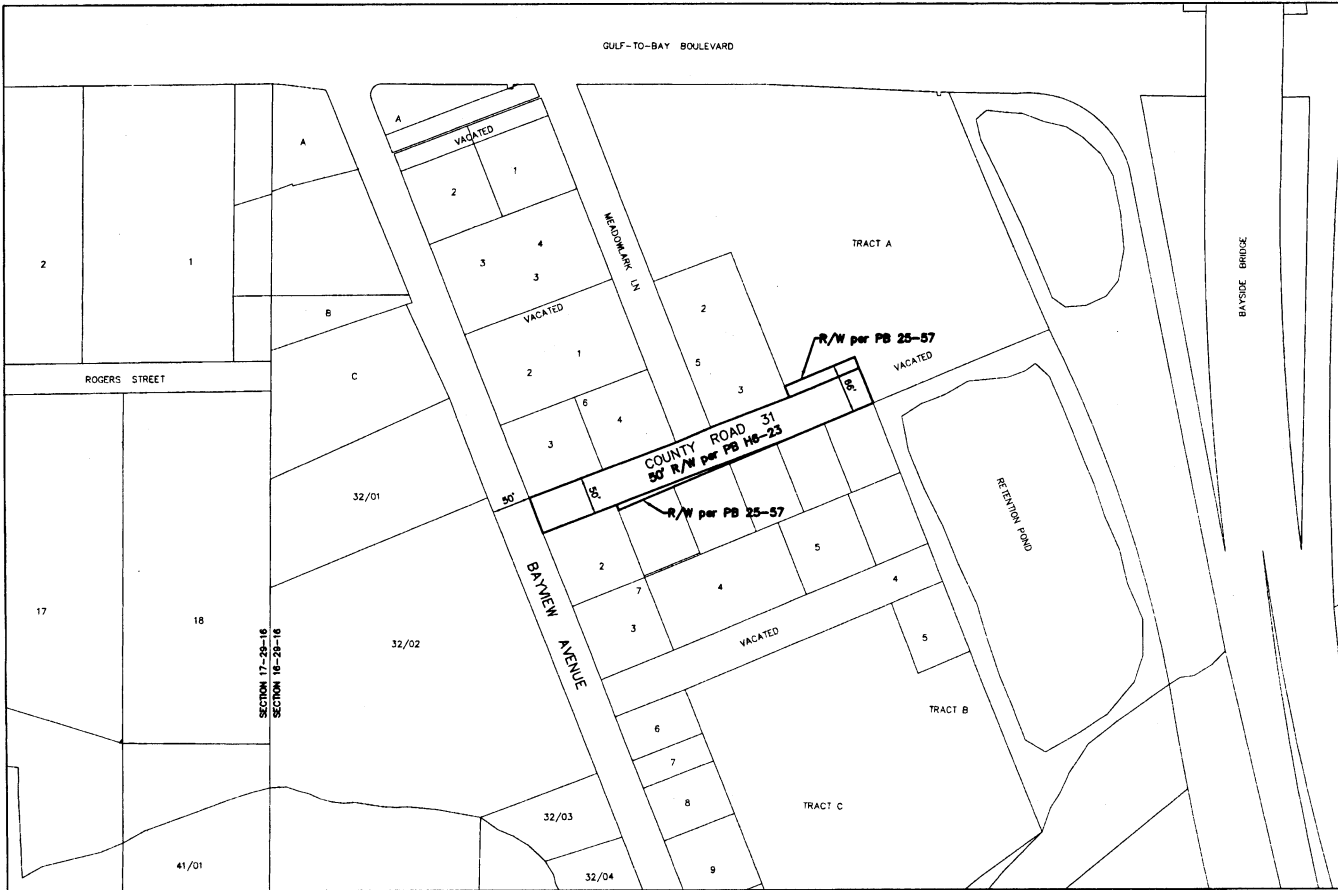 GULF-TO-BAY BOULEVARD
A
VACATED
A
1
2
MEADOWLARK LN
TRACT A
BAYSIDE BRIDGE
2
1
4
3
3
B
VACATED
2
R/W per PB 25-57
VACATED
1
2
5
3
66'
ROGERS STREET
C
6
4
3
COUNTY ROAD 31
50' R/W per PB H6-23
50'
50'
32/01
R/W per PB 25-57
RETENTION POND
BAYVIEW AVENUE
2
7
4
5
4
3
17
18
32/02
VACATED
5
SECTION 17-29-16
SECTION 16-29-16
TRACT B
6
7
8
TRACT C
32/03
9
41/01
32/04